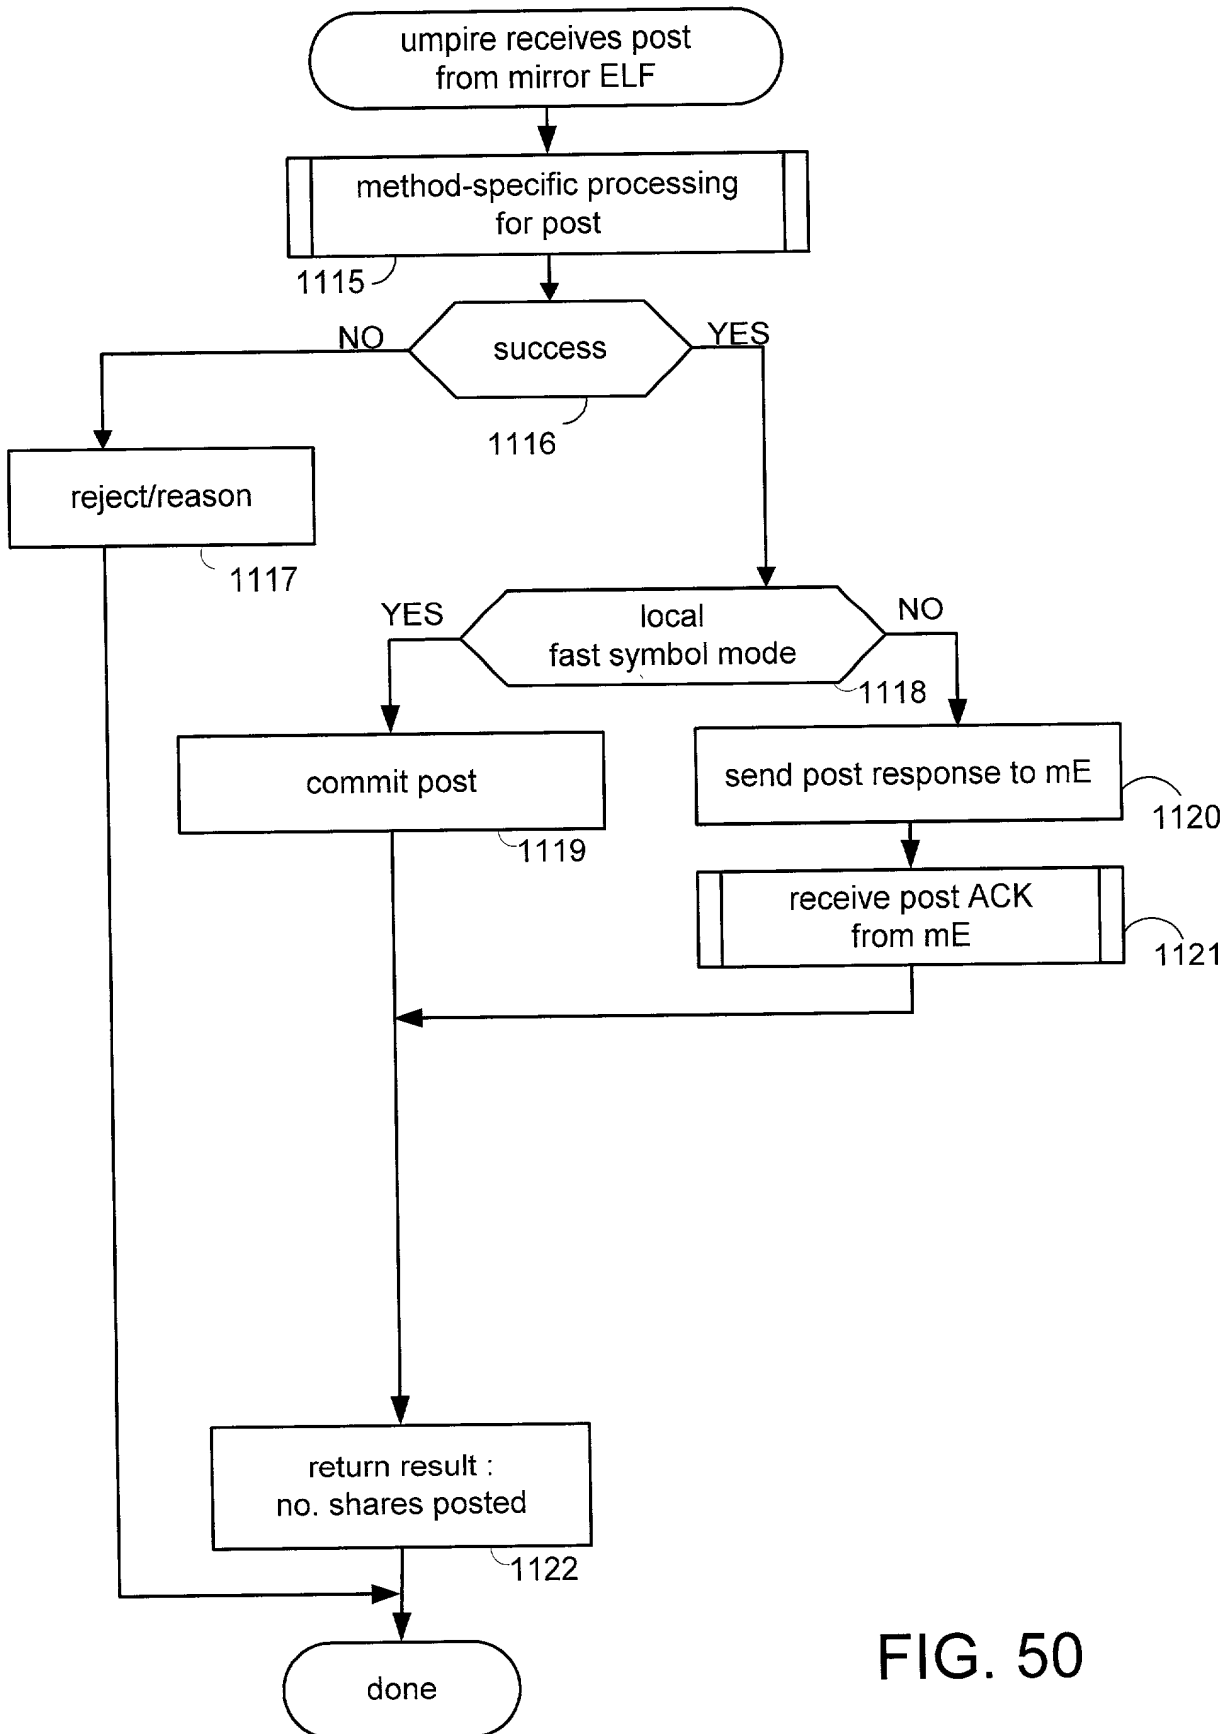 umpire receives post
from mirror ELF
method-specific processing
for post
1115
NO
YES
success
1116
reject/reason
1117
YES
NO
local
fast symbol mode
1118
commit post
1119
send post response to mE
1120
receive post ACK
from mE
1121
return result :
no. shares posted
1122
done
FIG. 50